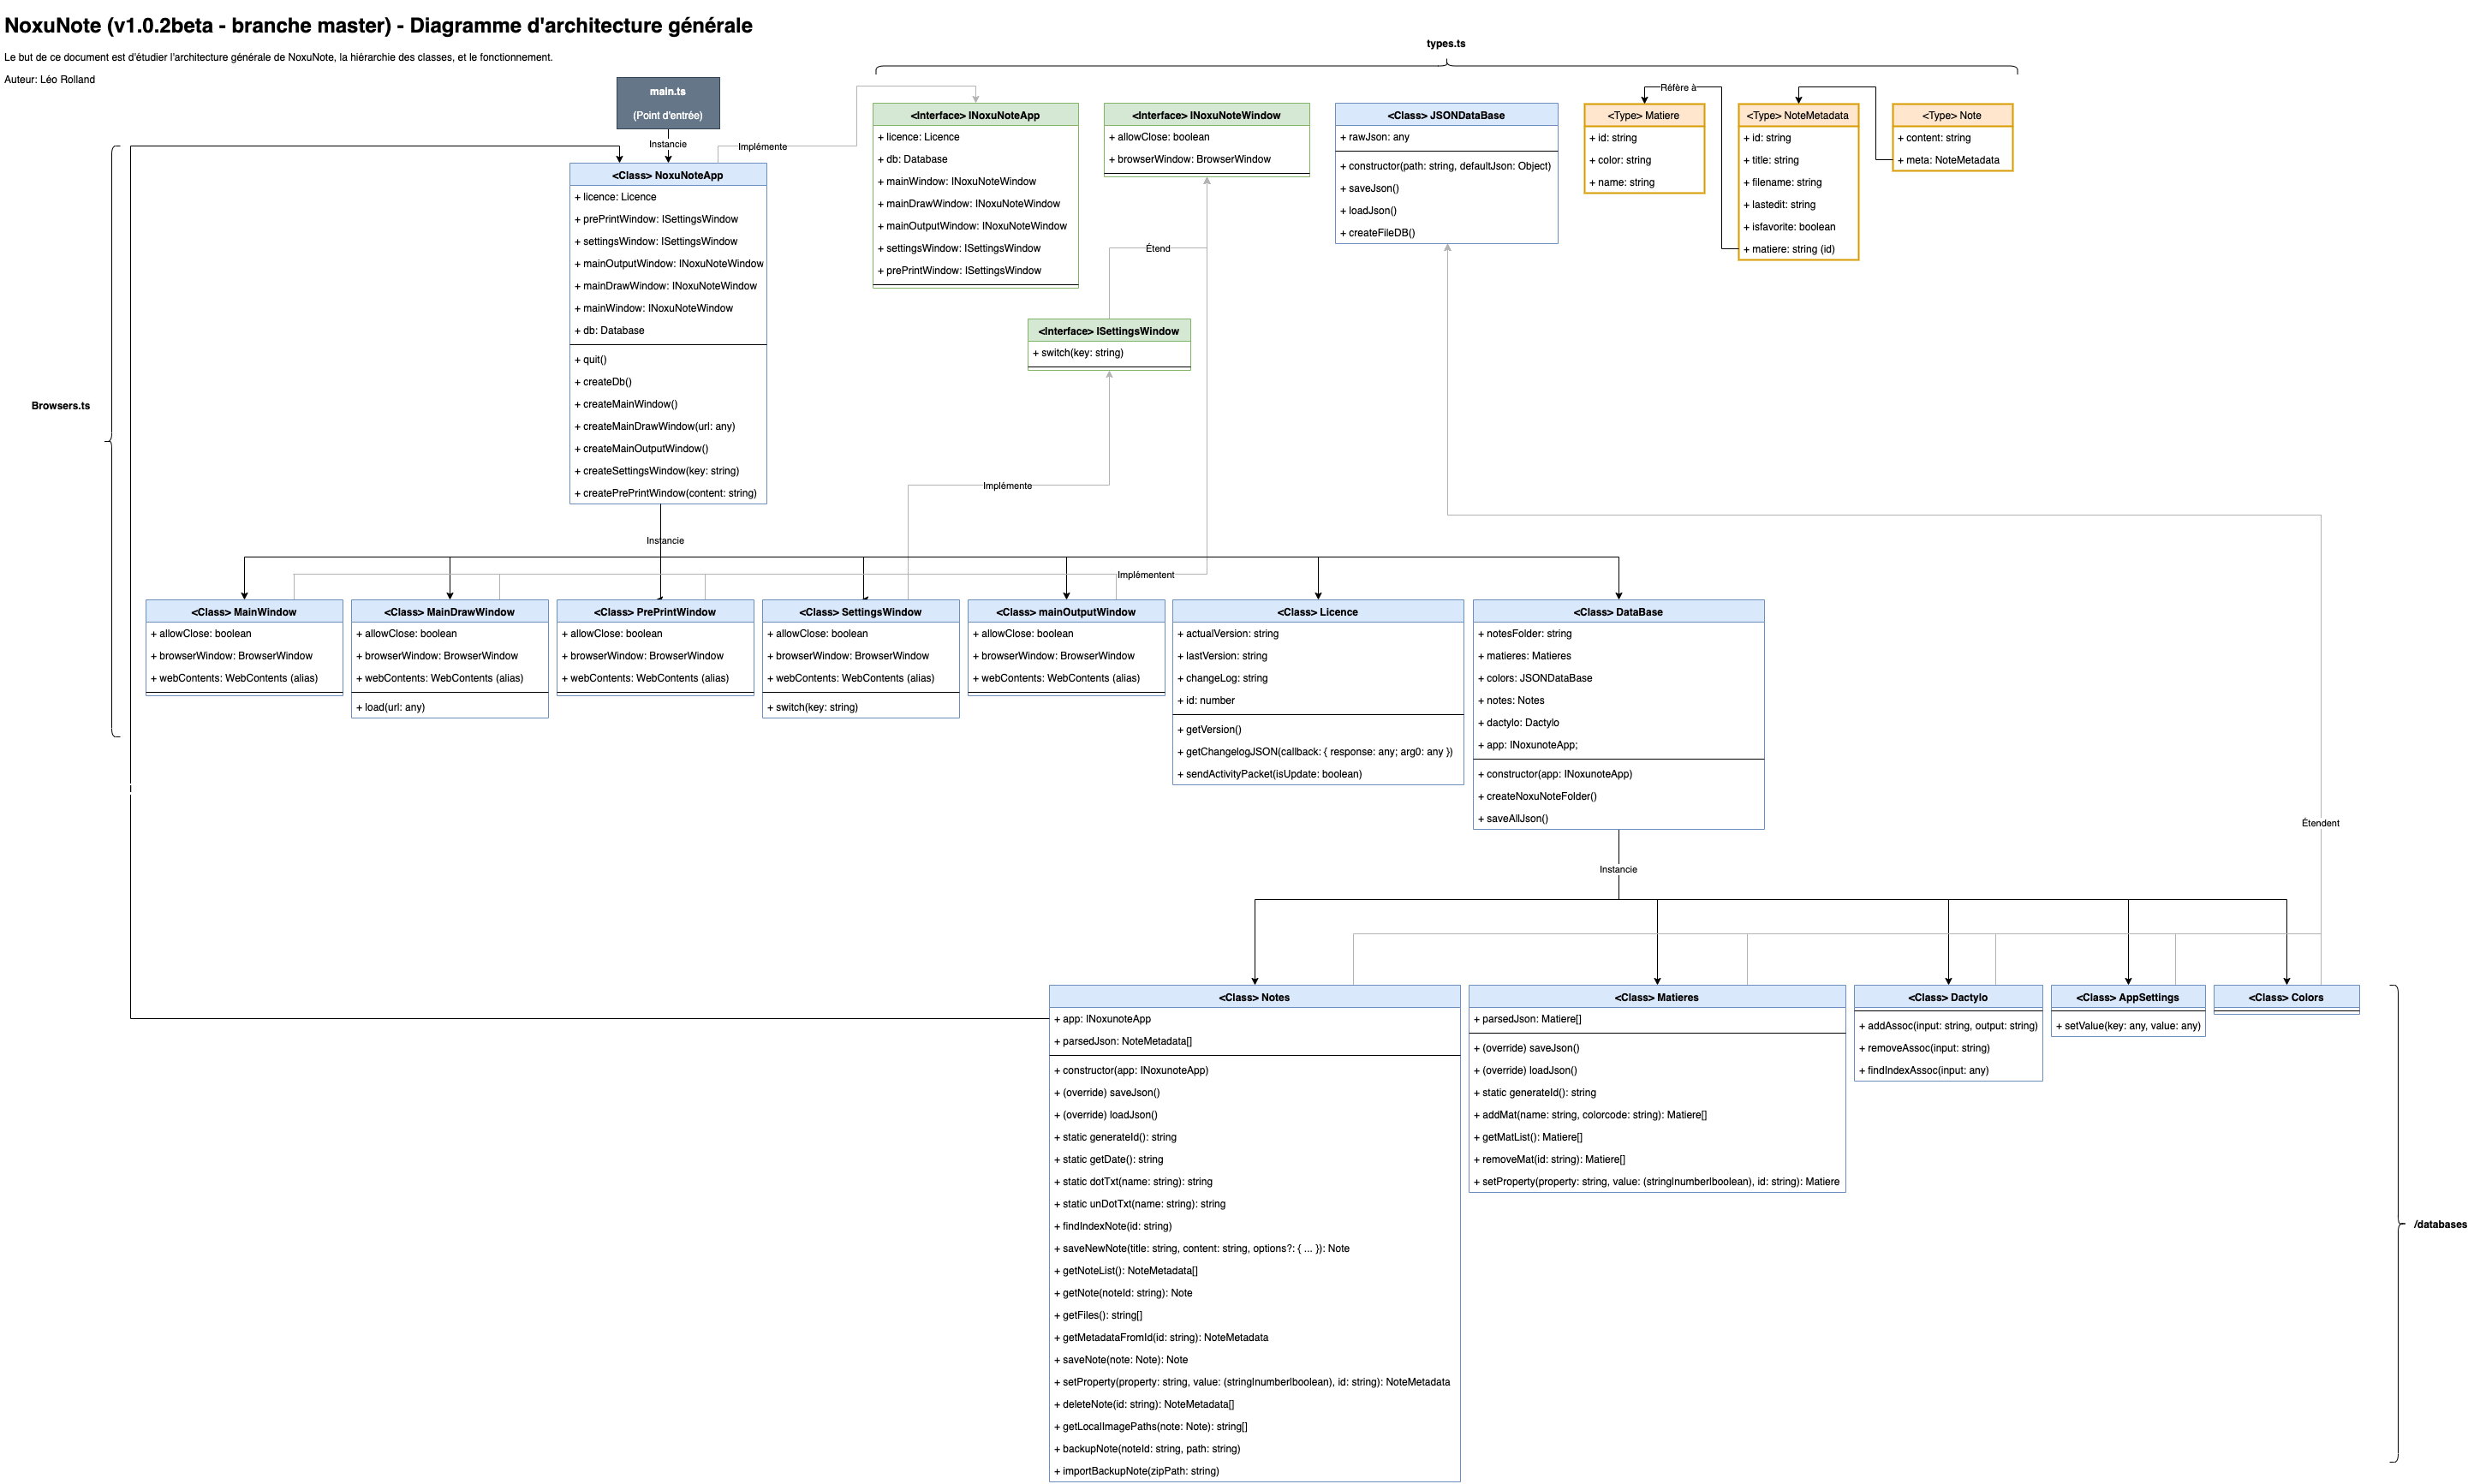 NoxuNote (v1.0.2beta - branche master) - Diagramme d'architecture générale
Le but de ce document est d'étudier l'architecture générale de NoxuNote, la hiérarchie des classes, et le fonctionnement.
Auteur: Léo Rolland
types.ts
main.ts
(Point d'entrée)
Instancie
Implémente
Browsers.ts
<Class> NoxuNoteApp
+ licence: Licence
+ prePrintWindow: ISettingsWindow
+ settingsWindow: ISettingsWindow
+ mainOutputWindow: INoxuNoteWindow
+ mainDrawWindow: INoxuNoteWindow
+ mainWindow: INoxuNoteWindow
+ db: Database
+ quit()
+ createDb()
+ createMainWindow()
+ createMainDrawWindow(url: any)
+ createMainOutputWindow()
+ createSettingsWindow(key: string)
+ createPrePrintWindow(content: string)
<Interface> INoxuNoteApp
+ licence: Licence
+ db: Database
+ mainWindow: INoxuNoteWindow
+ mainDrawWindow: INoxuNoteWindow
+ mainOutputWindow: INoxuNoteWindow
+ settingsWindow: ISettingsWindow
+ prePrintWindow: ISettingsWindow
<Interface> INoxuNoteWindow
+ allowClose: boolean
+ browserWindow: BrowserWindow
Étend
<Interface> ISettingsWindow
+ switch(key: string)
Implémente
<Class> JSONDataBase
+ rawJson: any
+ constructor(path: string, defaultJson: Object)
+ saveJson()
+ loadJson()
+ createFileDB()
Réfère à
<Type> Matiere
+ id: string
+ color: string
+ name: string
<Type> NoteMetadata
+ id: string
+ title: string
+ filename: string
+ lastedit: string
+ isfavorite: boolean
+ matiere: string (id)
<Type> Note
+ content: string
+ meta: NoteMetadata
Instancie
Implémentent
<Class> MainWindow
+ allowClose: boolean
+ browserWindow: BrowserWindow
+ webContents: WebContents (alias)
<Class> MainDrawWindow
+ allowClose: boolean
+ browserWindow: BrowserWindow
+ webContents: WebContents (alias)
+ load(url: any)
<Class> PrePrintWindow
+ allowClose: boolean
+ browserWindow: BrowserWindow
+ webContents: WebContents (alias)
<Class> SettingsWindow
+ allowClose: boolean
+ browserWindow: BrowserWindow
+ webContents: WebContents (alias)
+ switch(key: string)
<Class> mainOutputWindow
+ allowClose: boolean
+ browserWindow: BrowserWindow
+ webContents: WebContents (alias)
<Class> Licence
+ actualVersion: string
+ lastVersion: string
+ changeLog: string
+ id: number
+ getVersion()
+ getChangelogJSON(callback: { response: any; arg0: any })
+ sendActivityPacket(isUpdate: boolean)
<Class> DataBase
+ notesFolder: string
+ matieres: Matieres
+ colors: JSONDataBase
+ notes: Notes
+ dactylo: Dactylo
+ app: INoxunoteApp;
+ constructor(app: INoxunoteApp)
+ createNoxuNoteFolder()
+ saveAllJson()
Étendent
Instancie
<Class> Notes
+ app: INoxunoteApp
+ parsedJson: NoteMetadata[]
+ constructor(app: INoxunoteApp)
+ (override) saveJson()
+ (override) loadJson()
+ static generateId(): string
+ static getDate(): string
+ static dotTxt(name: string): string
+ static unDotTxt(name: string): string
+ findIndexNote(id: string)
+ saveNewNote(title: string, content: string, options?: { ... }): Note
+ getNoteList(): NoteMetadata[]
+ getNote(noteId: string): Note
+ getFiles(): string[]
+ getMetadataFromId(id: string): NoteMetadata
+ saveNote(note: Note): Note
+ setProperty(property: string, value: (string|number|boolean), id: string): NoteMetadata
+ deleteNote(id: string): NoteMetadata[]
+ getLocalImagePaths(note: Note): string[]
+ backupNote(noteId: string, path: string)
+ importBackupNote(zipPath: string)
<Class> Matieres
+ parsedJson: Matiere[]
+ (override) saveJson()
+ (override) loadJson()
+ static generateId(): string
+ addMat(name: string, colorcode: string): Matiere[]
+ getMatList(): Matiere[]
+ removeMat(id: string): Matiere[]
+ setProperty(property: string, value: (string|number|boolean), id: string): Matiere
<Class> Dactylo
+ addAssoc(input: string, output: string)
+ removeAssoc(input: string)
+ findIndexAssoc(input: any)
<Class> AppSettings
+ setValue(key: any, value: any)
<Class> Colors
/databases